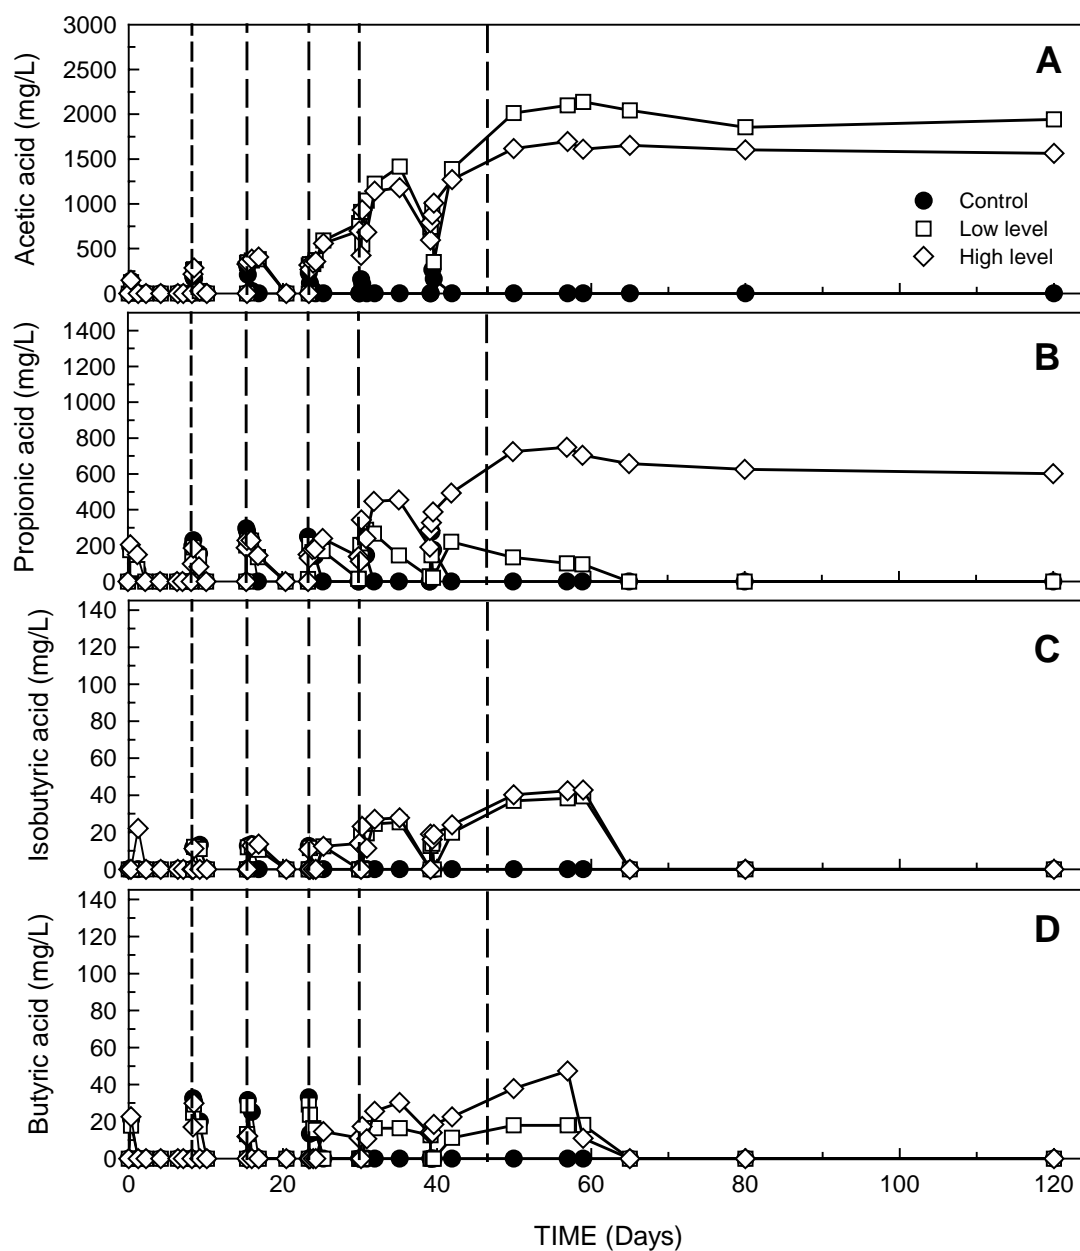 3000
2500
2000
1500
1000
500
0
Acetic acid (mg/L)
A
Control
Low level
High level
1400
1200
1000
800
600
400
200
0
Propionic acid (mg/L)
B
140
120
100
80
60
40
20
0
Isobutyric acid (mg/L)
C
140
120
100
80
60
40
20
0
Butyric acid (mg/L)
D
0 20 40 60 80 100 120
TIME (Days)